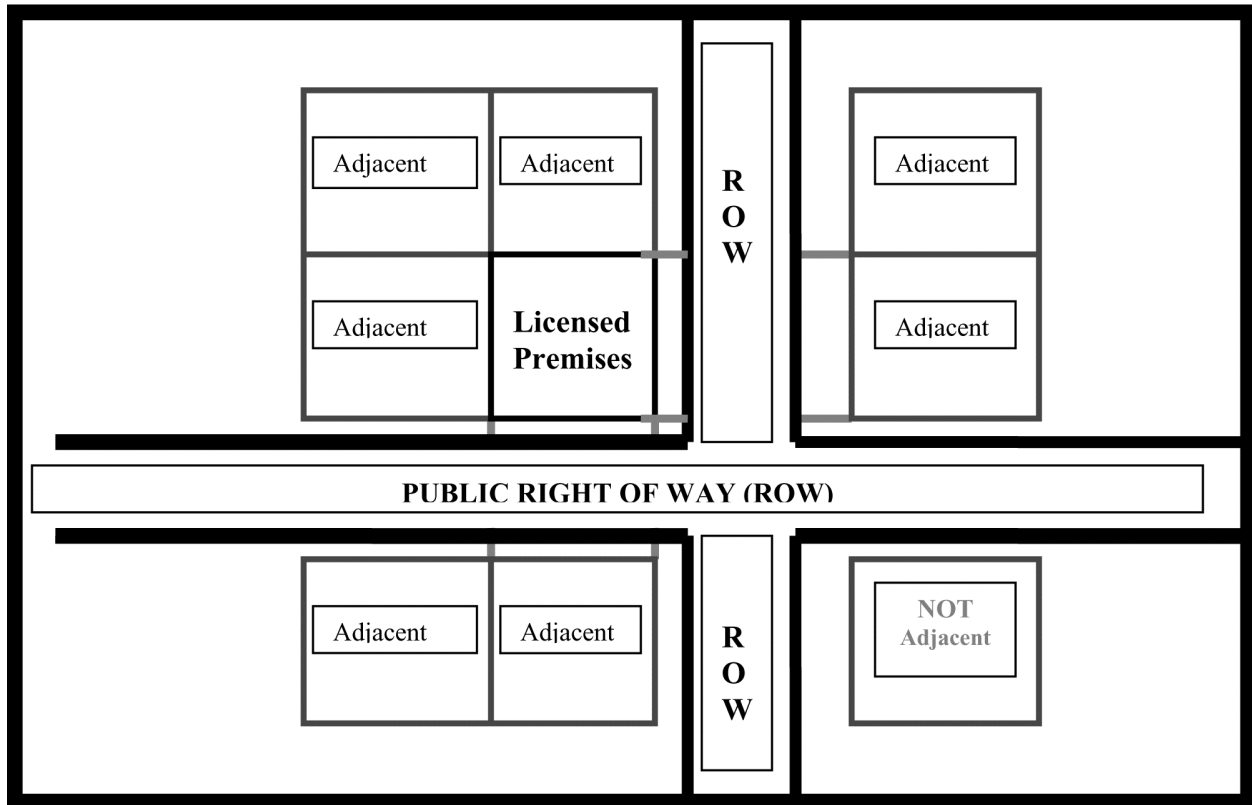 Adjacent
Adjacent
R
O
W
Adjacent
Adjacent
Licensed
Premises
Adjacent
PUBLIC RIGHT OF WAY (ROW)
Adjacent
Adjacent
R
O
W
NOT
Adjacent